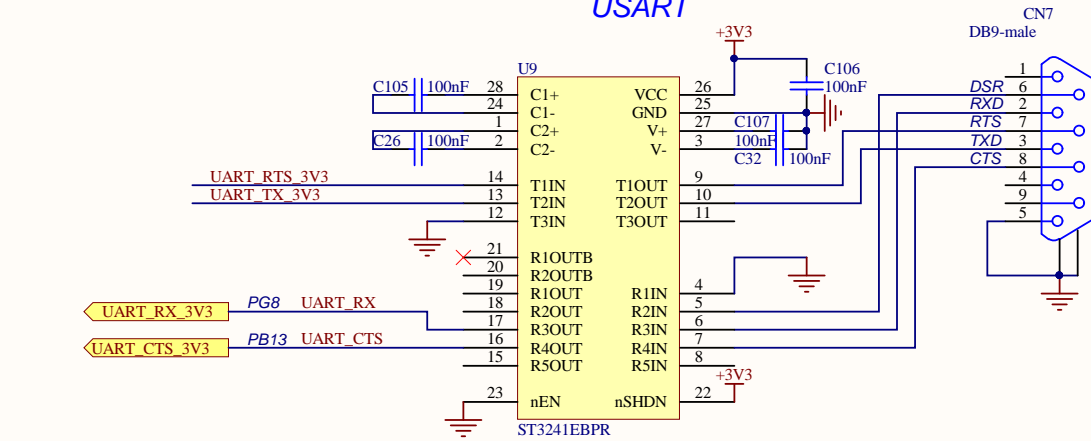 USART
CN7
DB9-male
+3V3
U9
C105 100nF
C106
100nF
28 C1+ VCC 26
24 C1- GND 25
1 C2+ V+ 27
2 C2- V- 3
C26 100nF
C107
100nF
C32 100nF
1
DSR 6
RXD 2
RTS 7
TXD 3
CTS 8
4
9
5
UART_RTS_3V3 14 T1IN T1OUT 9
UART_TX_3V3 13 T2IN T2OUT 10
12 T3IN T3OUT 11
21 R1OUTB
20 R2OUTB
19 R1OUT R1IN 4
18 R2OUT R2IN 5
UART_RX_3V3 PG8 UART_RX 17 R3OUT R3IN 6
UART_CTS_3V3 PB13 UART_CTS 16 R4OUT R4IN 7
15 R5OUT R5IN 8
+3V3
23 nEN nSHDN 22
ST3241EBPR